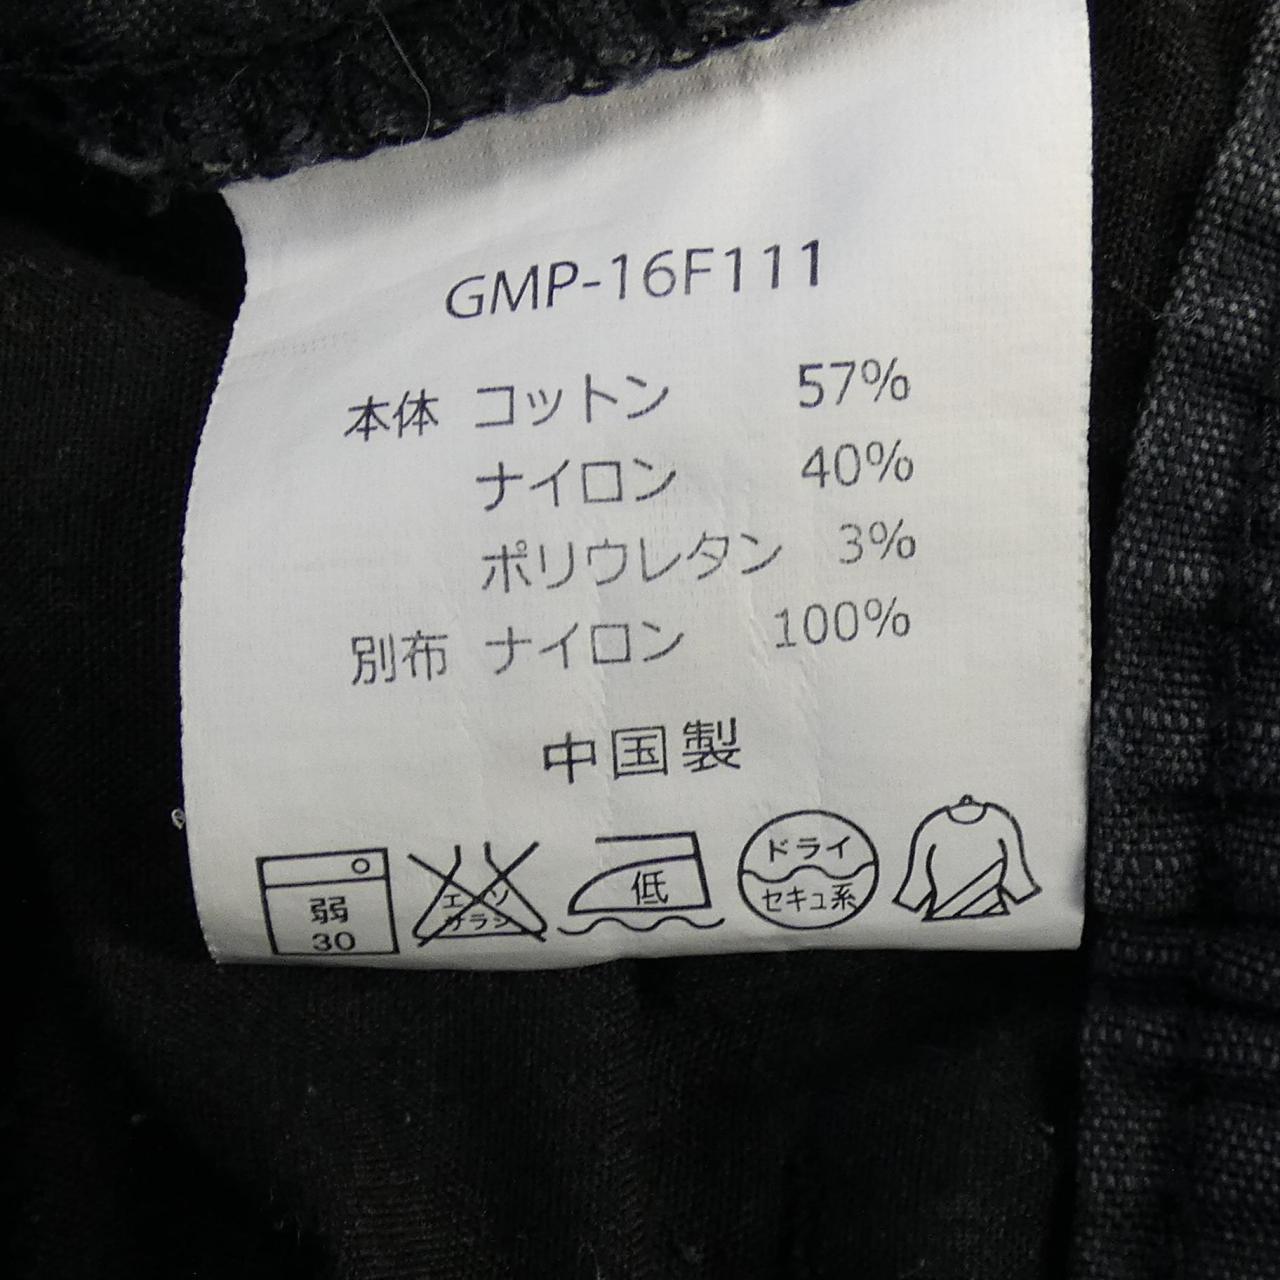 GMP-16F111
本体 コットン 57%
ナイロン 40%
ポリウレタン 3%
別布 ナイロン 100%
中国製
弱
30
エンソ
サラシ
低
ドライ
セキュ系